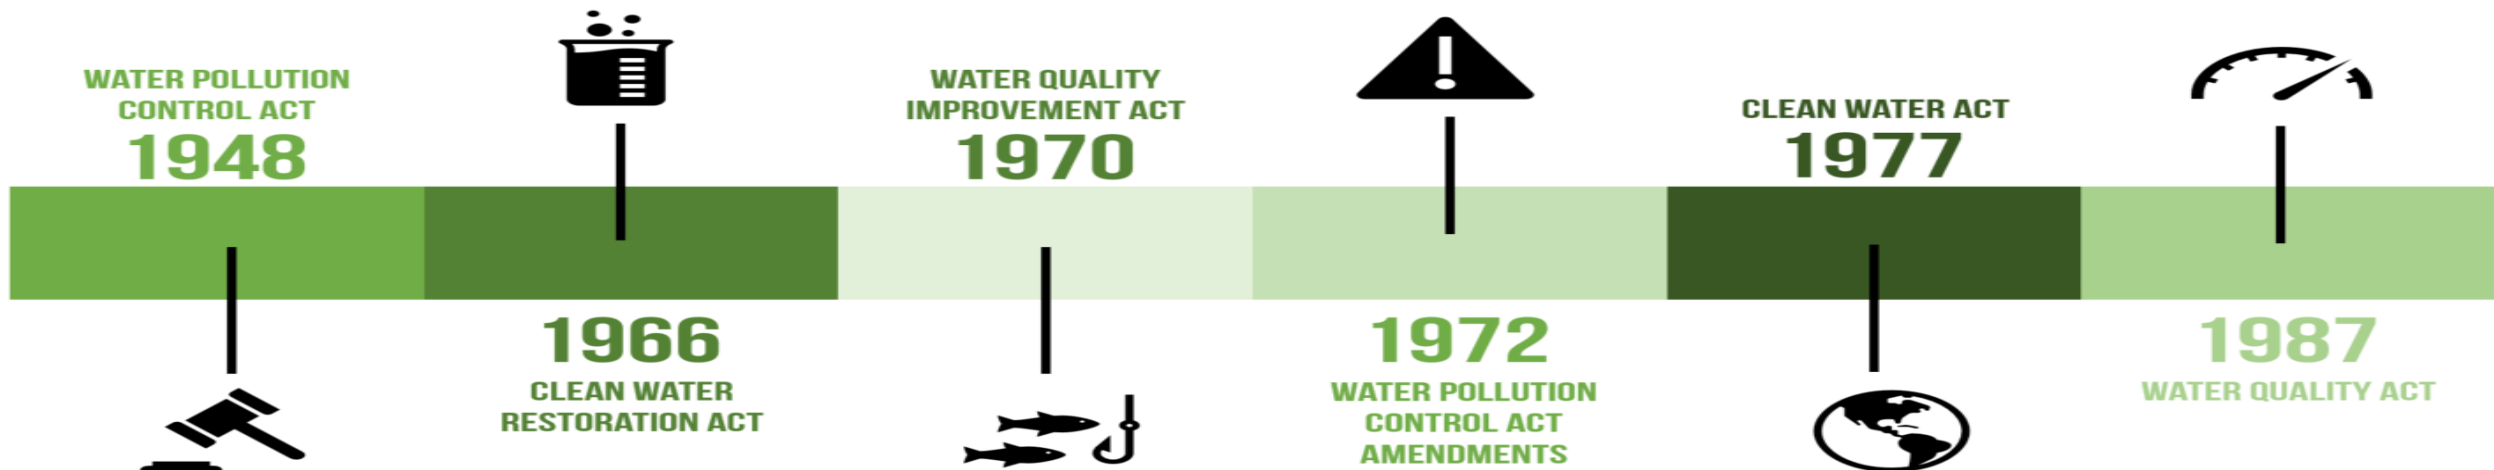 WATER POLLUTION
CONTROL ACT
1948
1966
CLEAN WATER
RESTORATION ACT
WATER QUALITY
IMPROVEMENT ACT
1970
1972
WATER POLLUTION
CONTROL ACT
AMENDMENTS
CLEAN WATER ACT
1977
1987
WATER QUALITY ACT